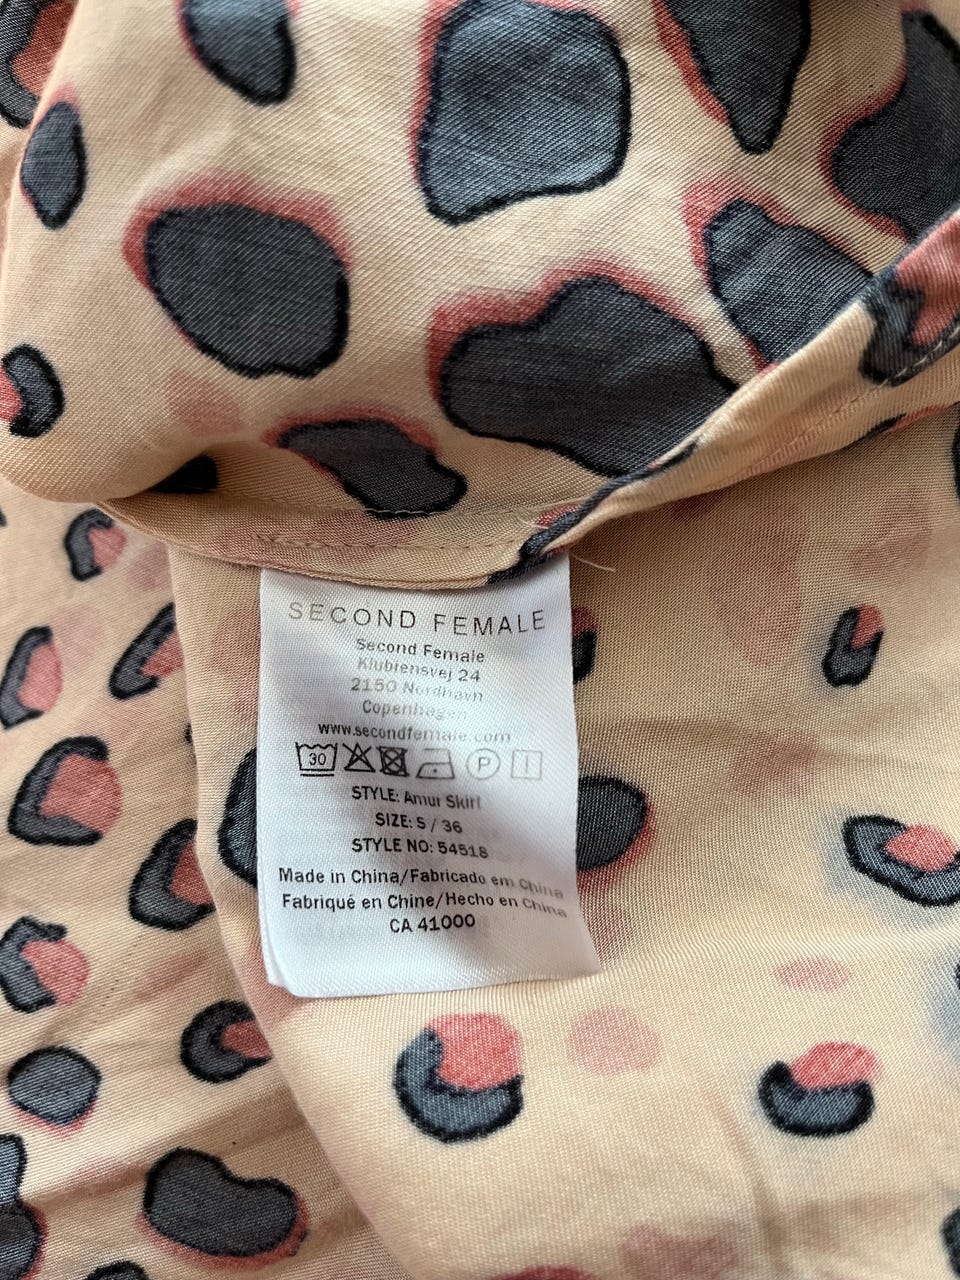 SECOND FEMALE
Second Female
Klubiensvej 24
2150 Nordhavn
Copenhagen
www.secondfemale.com
30 P
STYLE: Amur Skirt
SIZE: S / 36
STYLE NO: 54518
Made in China/Fabricado em China
Fabriqué en Chine/Hecho en China
CA 41000